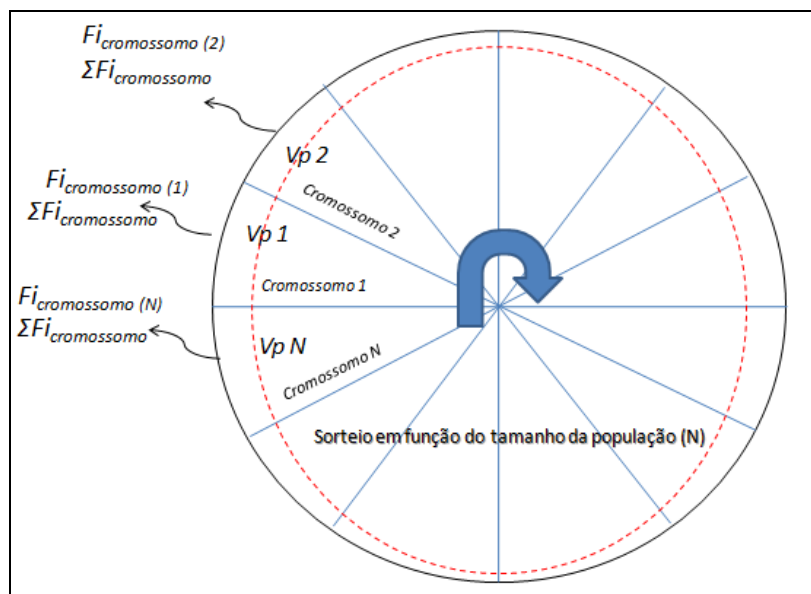 Fi cromossomo (2)
ΣFi cromossomo
Vp 2
Cromossomo 2
Fi cromossomo (1)
ΣFi cromossomo
Vp 1
Cromossomo 1
Fi cromossomo (N)
ΣFi cromossomo
Vp N
Cromossomo N
Sorteio em função do tamanho da população (N)